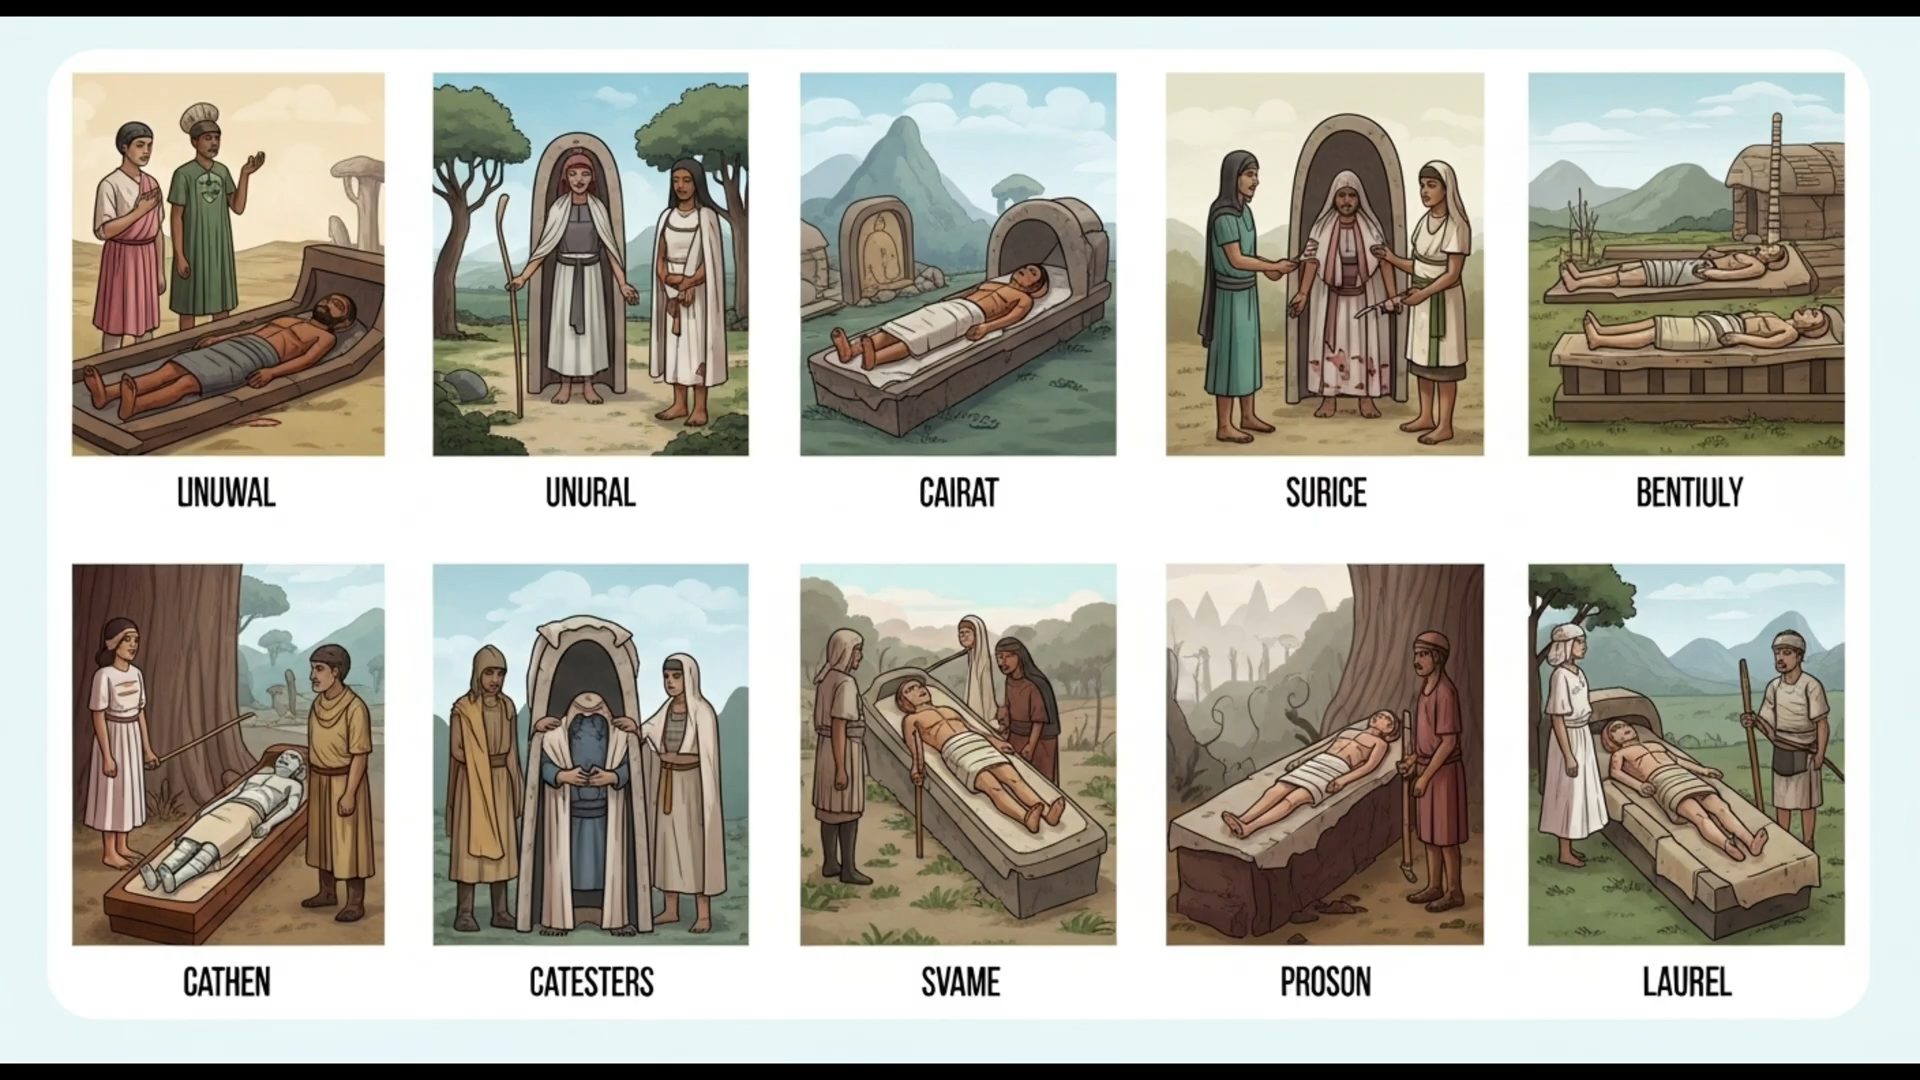 UNUWAL
UNURAL
CAIRAT
SURICE
BENTIULY
CATHEN
CATESTERS
SVAME
PROSON
LAUREL